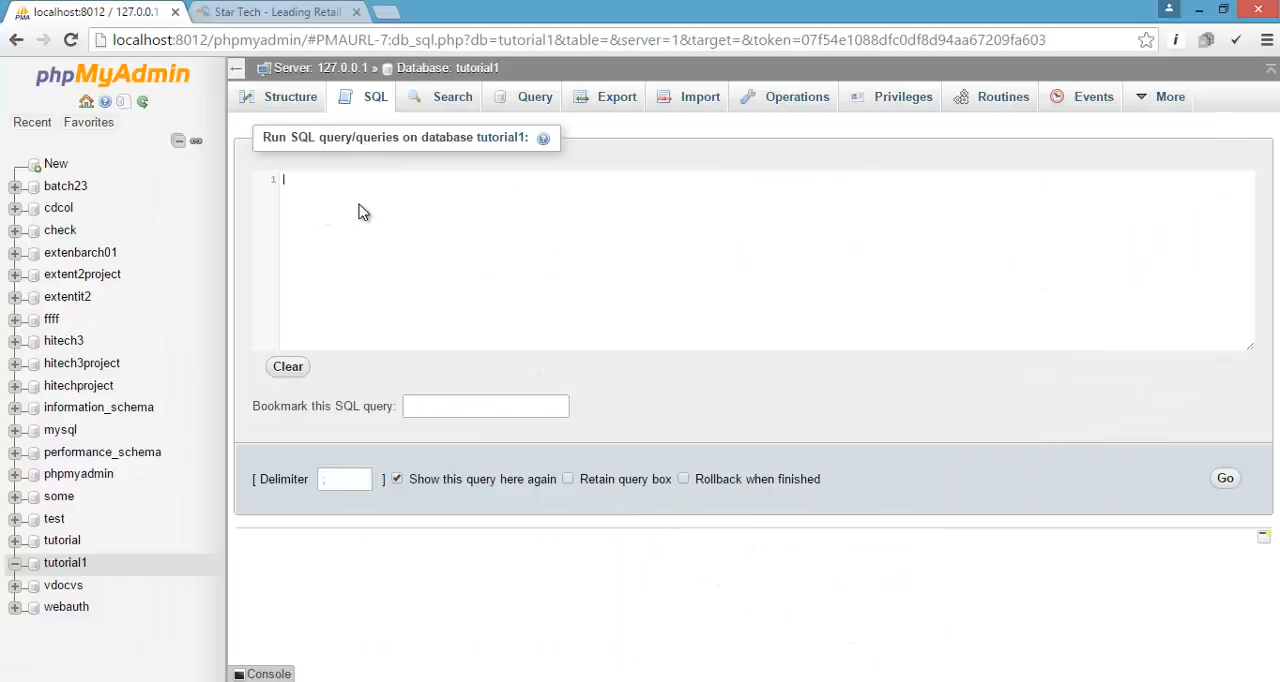 localhost:8012 / 127.0.0.1
Star Tech - Leading Retail
localhost:8012/phpmyadmin/#PMAURL-7:db_sql.php?db=tutorial1&table=&server=1&target=&token=07f54e1088dfc0df8d94aa67209fa603
phpMyAdmin
Recent
Favorites
New
batch23
cdcol
check
extenbarch01
extent2project
extentit2
ffff
hitech3
hitech3project
hitechproject
information_schema
mysql
performance_schema
phpmyadmin
some
test
tutorial
tutorial1
vdocvs
webauth
Server: 127.0.0.1 » Database: tutorial1
Structure
SQL
Search
Query
Export
Import
Operations
Privileges
Routines
Events
More
Run SQL query/queries on database tutorial1:
1
Clear
Bookmark this SQL query:
[ Delimiter ; ] Show this query here again Retain query box Rollback when finished
Go
Console